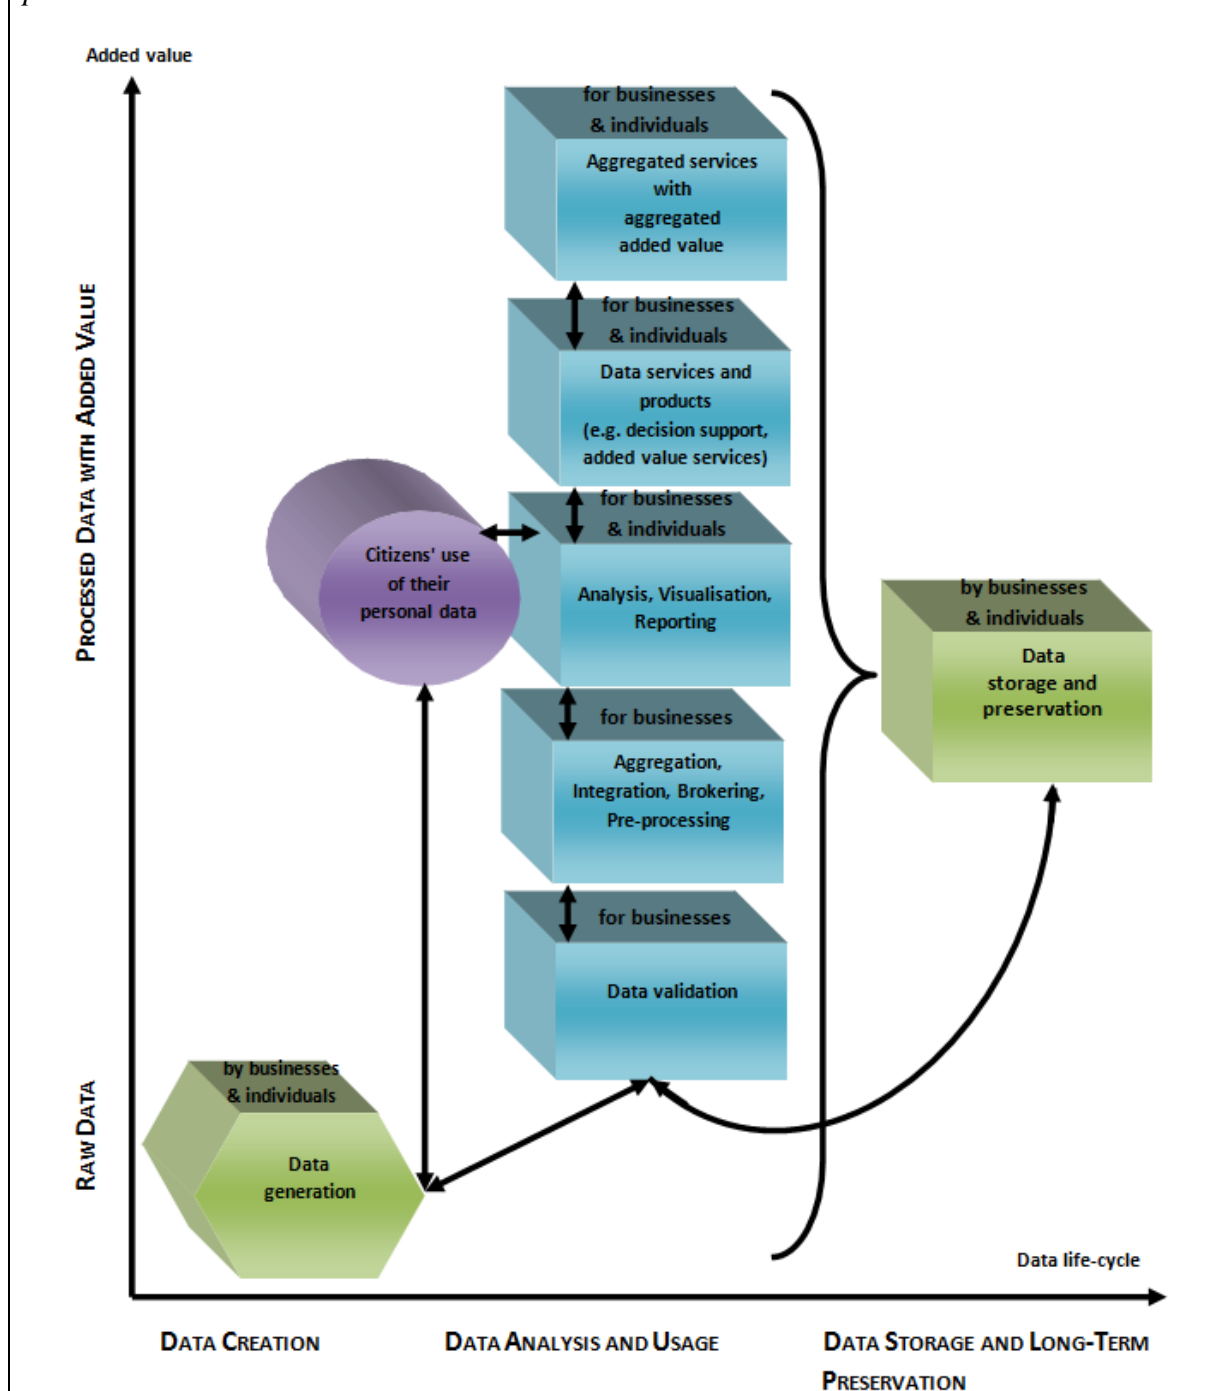 Added value
for businesses
& individuals
Aggregated services
with
aggregated
added value
for businesses
& individuals
Data services and
products
(e.g. decision support,
added value services)
for businesses
& individuals
Analysis, Visualisation,
Reporting
Citizens' use
of their
personal data
for businesses
Aggregation,
Integration, Brokering,
Pre-processing
for businesses
Data validation
by businesses
& individuals
Data
generation
by businesses
& individuals
Data
storage and
preservation
PROCESSED DATA WITH ADDED VALUE
RAW DATA
Data life-cycle
DATA CREATION
DATA ANALYSIS AND USAGE
DATA STORAGE AND LONG-TERM
PRESERVATION